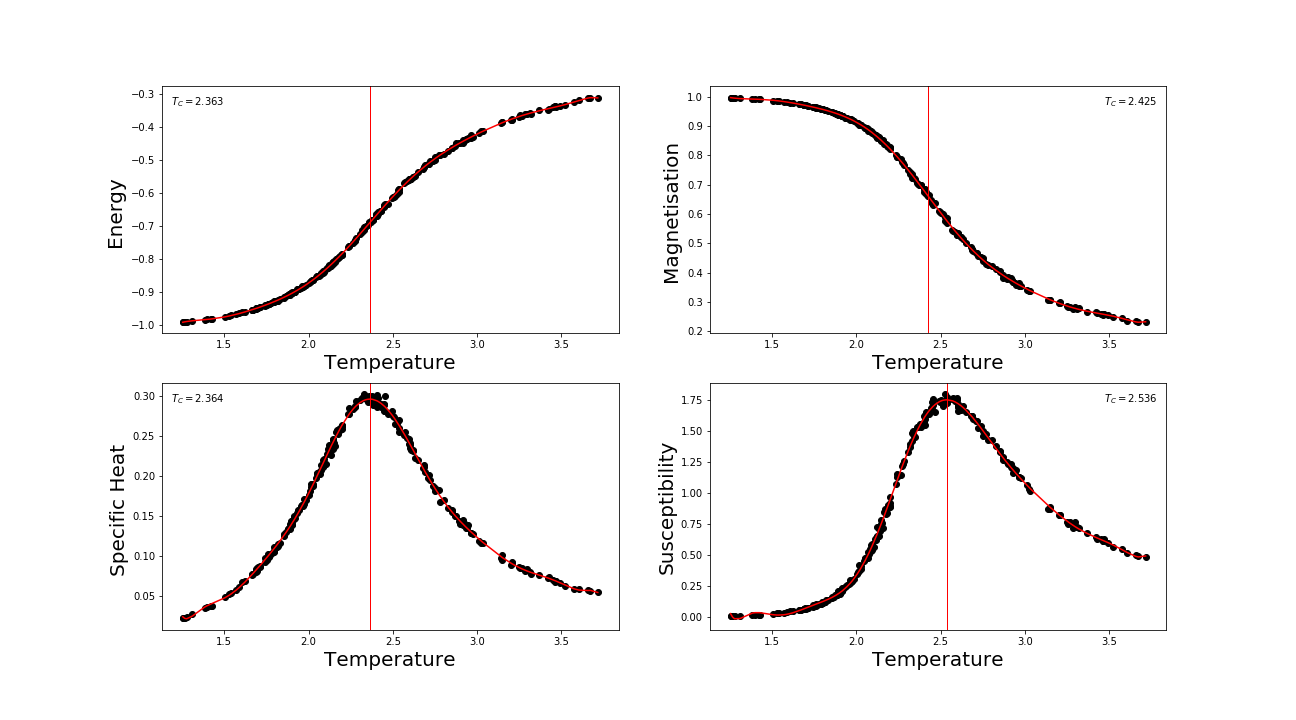 T_C = 2.363
−0.3
−0.4
−0.5
−0.6
−0.7
−0.8
−0.9
−1.0
Energy
1.5 2.0 2.5 3.0 3.5
Temperature
T_C = 2.425
1.0
0.9
0.8
0.7
0.6
0.5
0.4
0.3
0.2
Magnetisation
1.5 2.0 2.5 3.0 3.5
Temperature
T_C = 2.364
0.30
0.25
0.20
0.15
0.10
0.05
Specific Heat
1.5 2.0 2.5 3.0 3.5
Temperature
T_C = 2.536
1.75
1.50
1.25
1.00
0.75
0.50
0.25
0.00
Susceptibility
1.5 2.0 2.5 3.0 3.5
Temperature